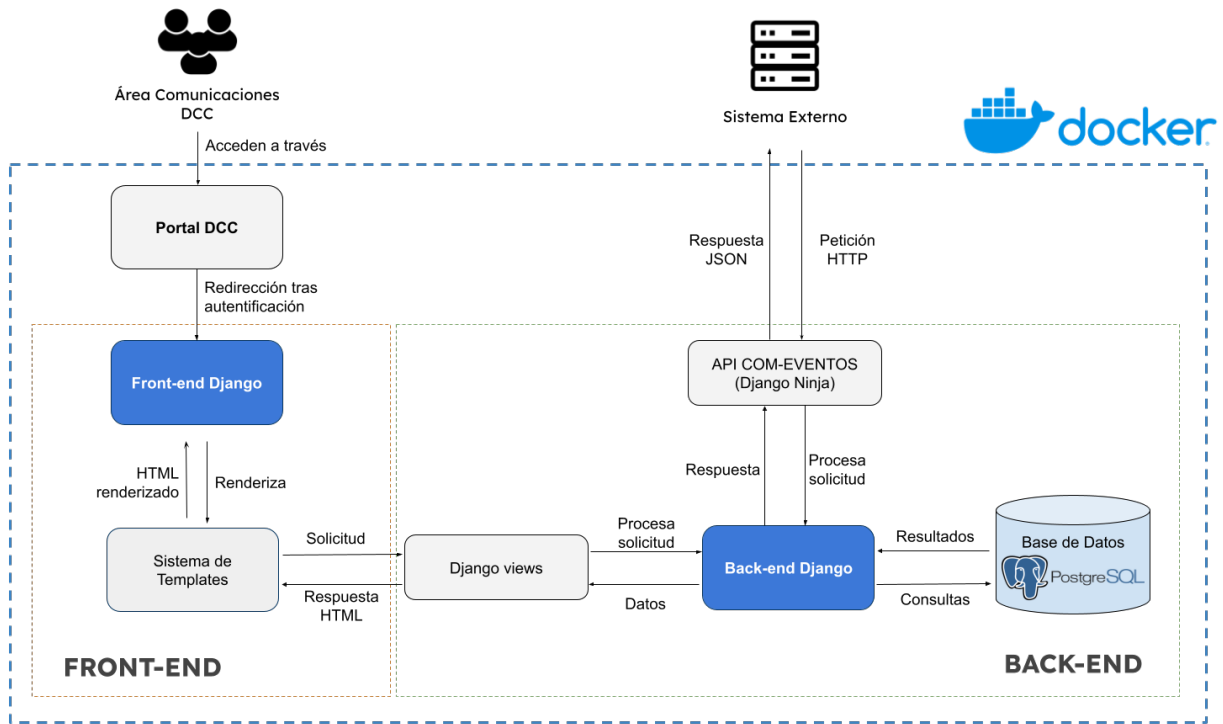 Área Comunicaciones
DCC
Sistema Externo
docker
Acceden a través
Portal DCC
Respuesta
JSON
Petición
HTTP
Redirección tras
autentificación
Front-end Django
API COM-EVENTOS
(Django Ninja)
HTML
renderizado
Renderiza
Respuesta
Procesa
solicitud
Sistema de
Templates
Solicitud
Respuesta
HTML
Django views
Procesa
solicitud
Datos
Back-end Django
Resultados
Consultas
Base de Datos
PostgreSQL
FRONT-END
BACK-END